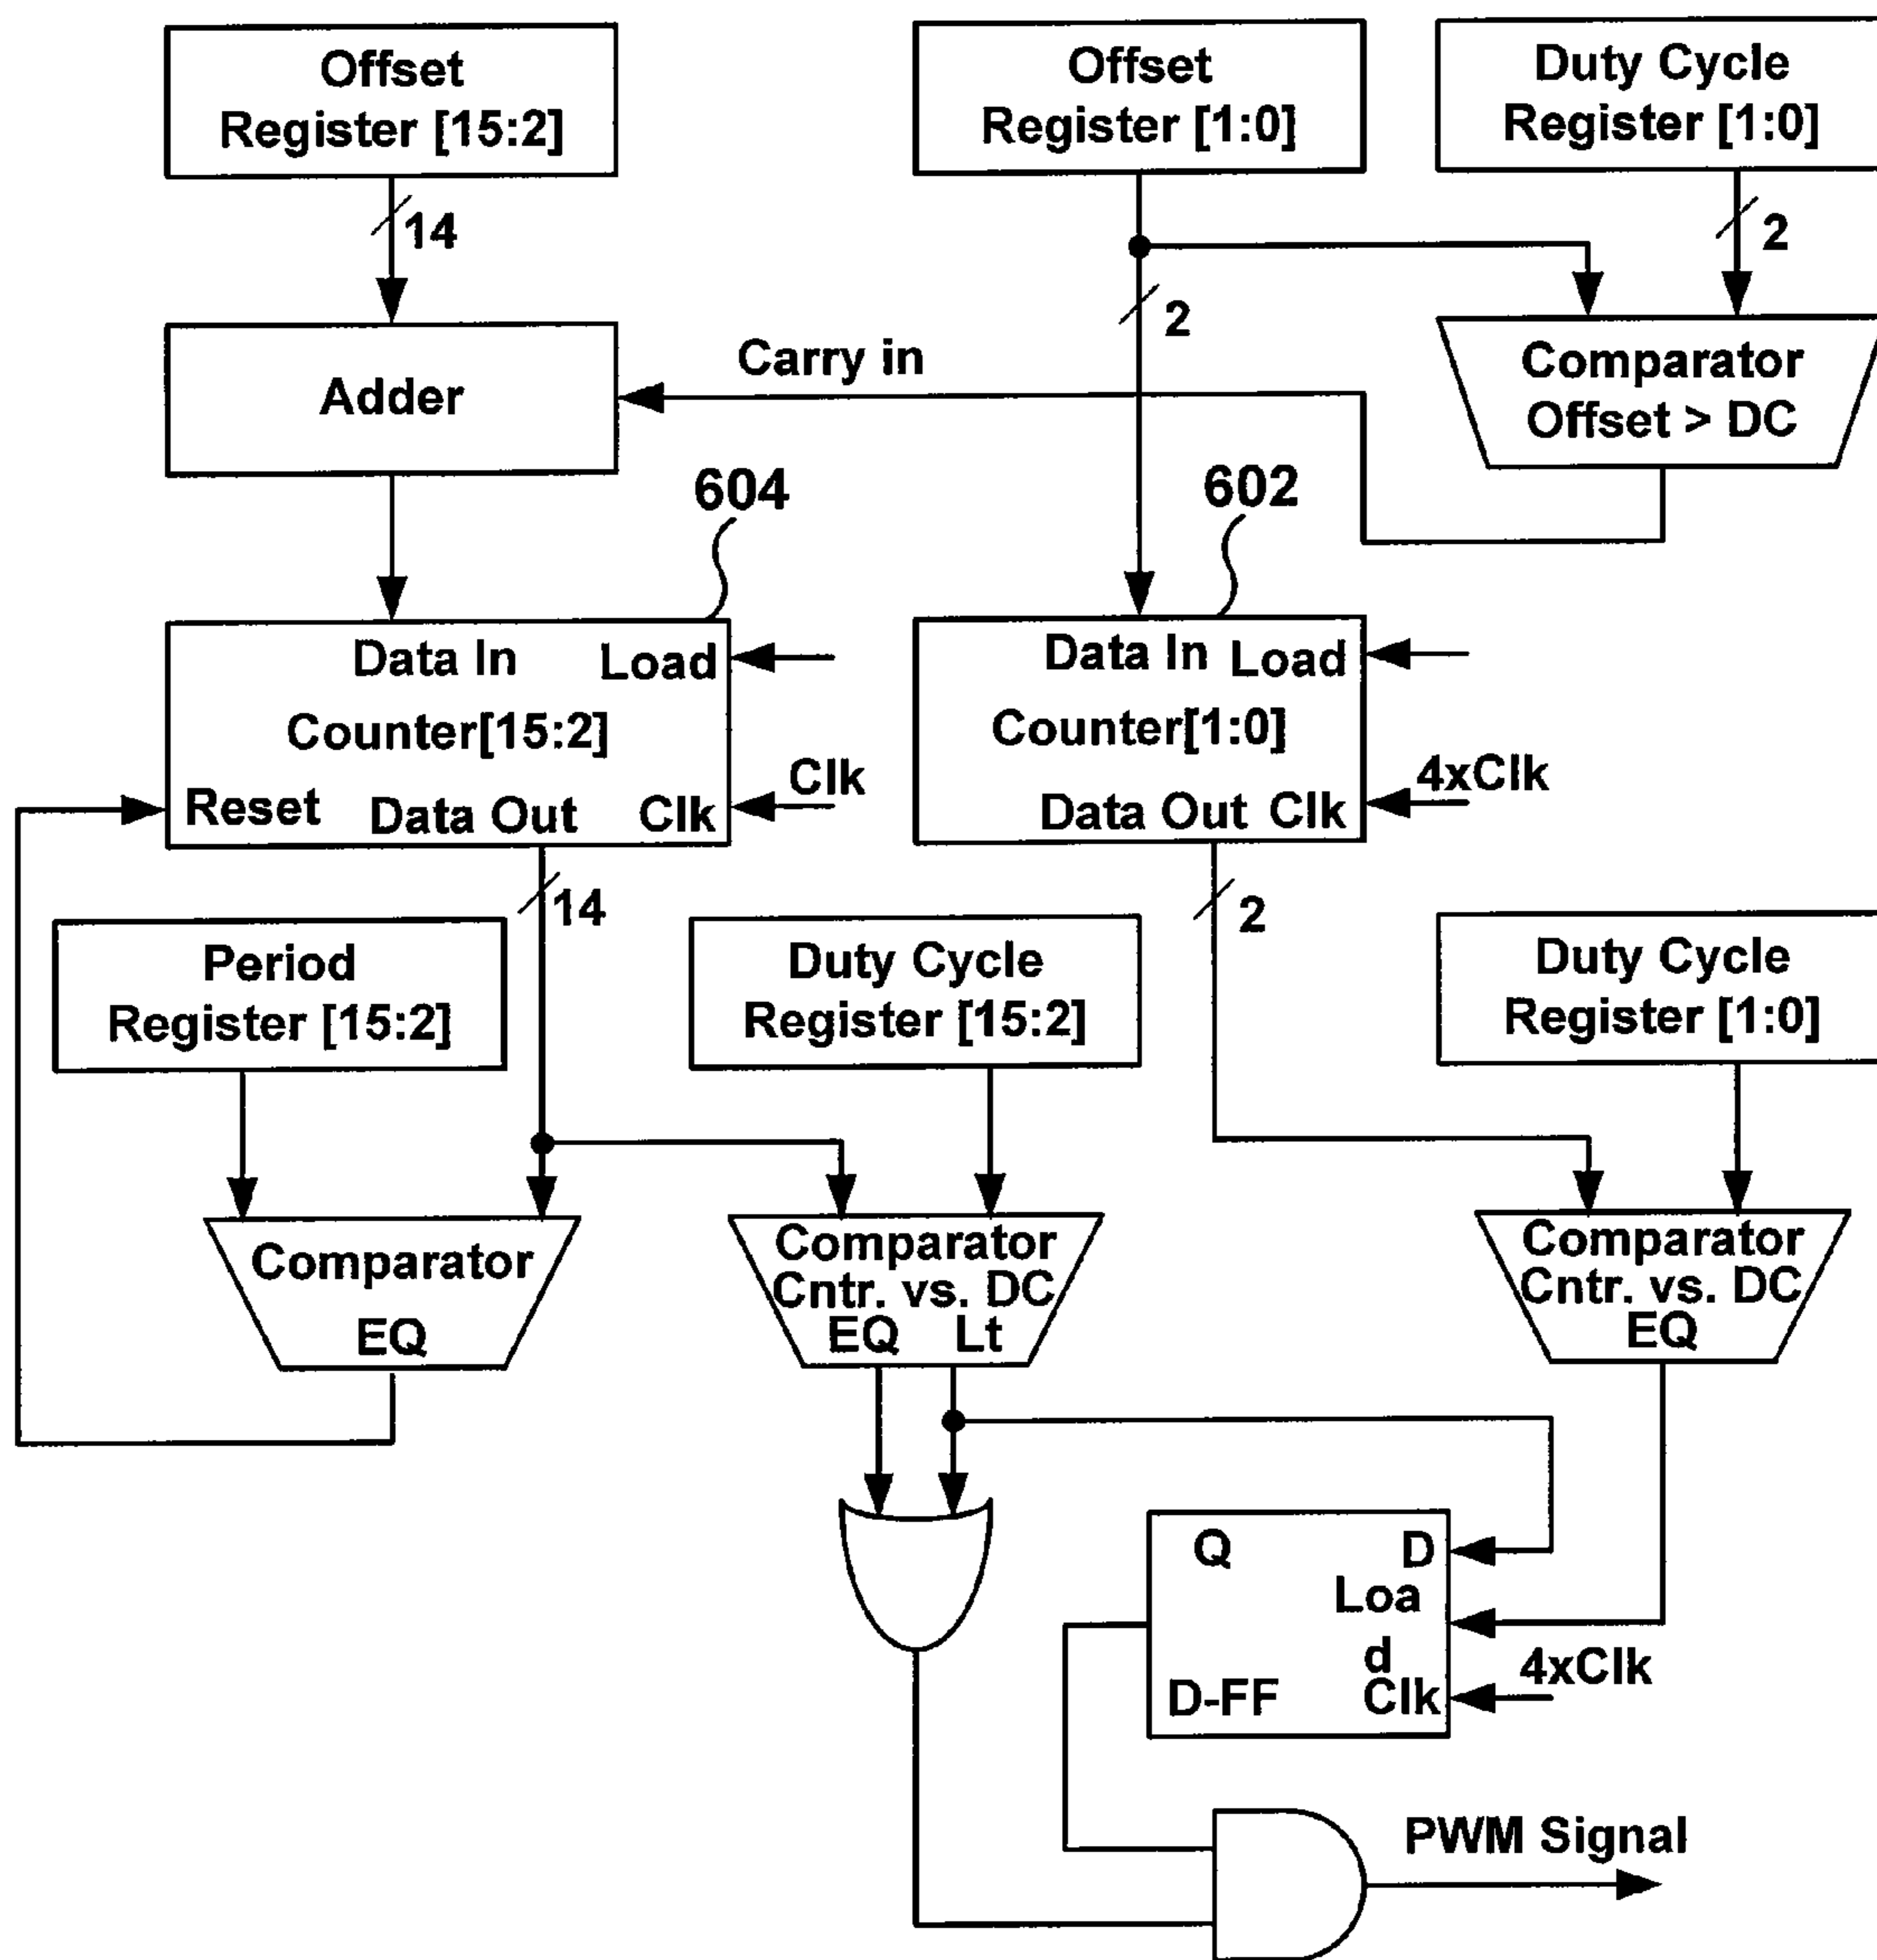 Offset
Register [15:2]
Offset
Register [1:0]
Duty Cycle
Register [1:0]
14
2
2
Carry in
Adder
Comparator
Offset > DC
604
602
Data In
Load
Counter[15:2]
Clk
Reset
Data Out
Clk
Data In
Load
Counter[1:0]
4xClk
Data Out
Clk
14
2
Period
Register [15:2]
Duty Cycle
Register [15:2]
Duty Cycle
Register [1:0]
Comparator
EQ
Comparator
Cntr. vs. DC
EQ Lt
Comparator
Cntr. vs. DC
EQ
Q
D
Loa
d
4xClk
D-FF
Clk
PWM Signal